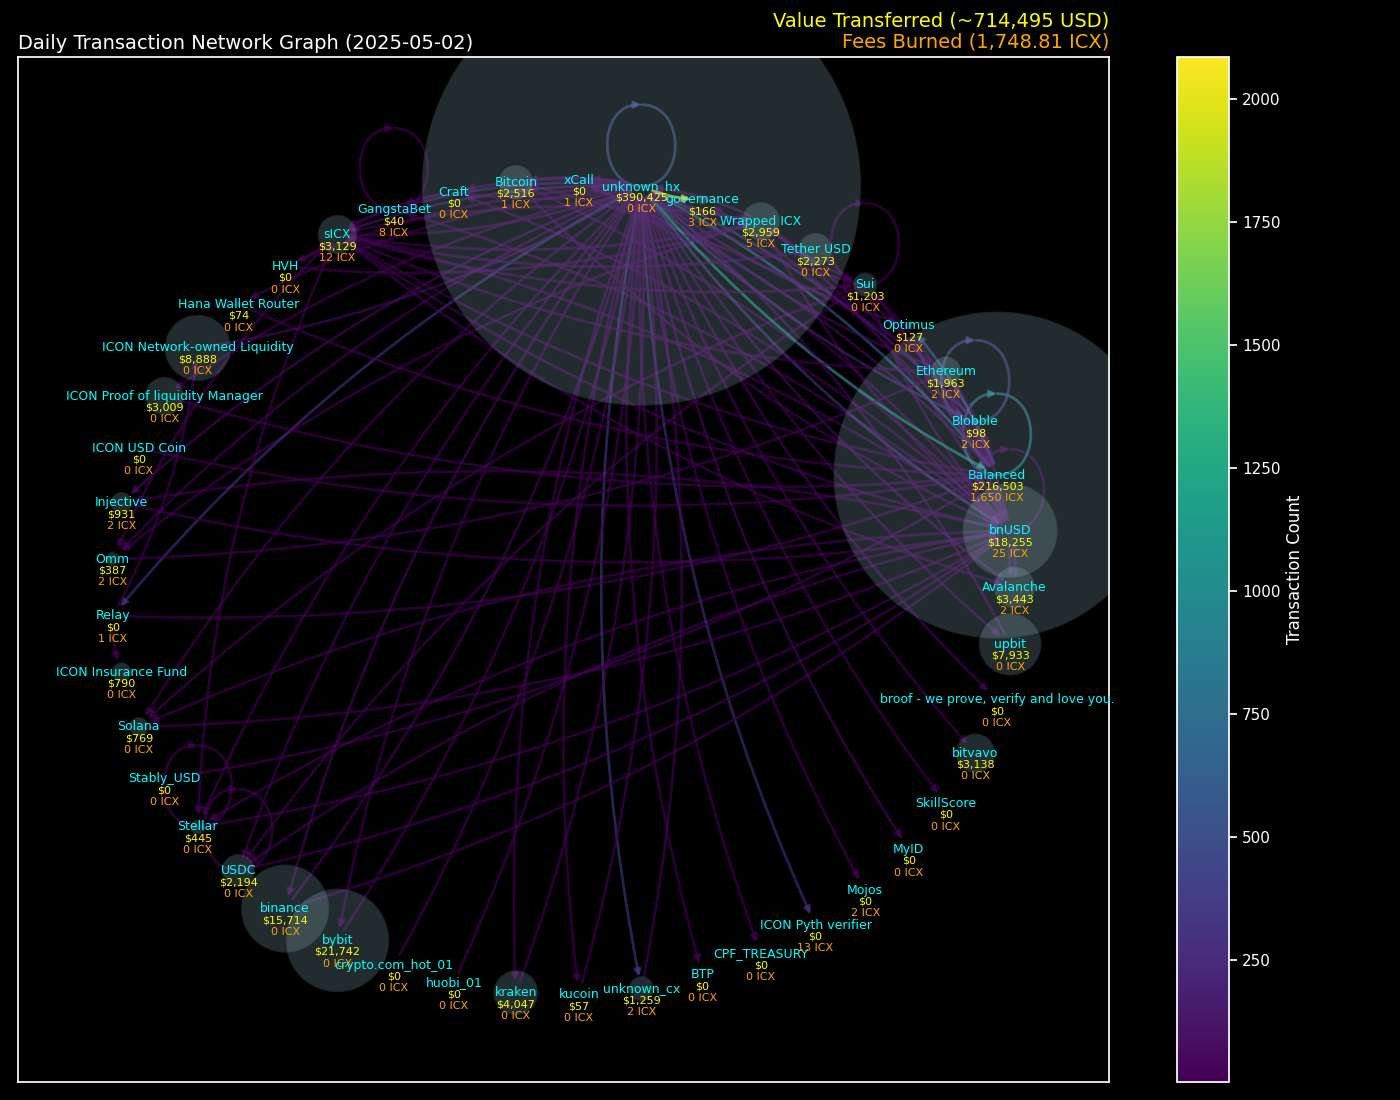 Value Transferred (~714,495 USD)
Daily Transaction Network Graph (2025-05-02)
Fees Burned (1,748.81 ICX)
unknown_hx
$390,425
0 ICX
governance
$166
3 ICX
Wrapped ICX
$2,959
5 ICX
Tether USD
$2,273
0 ICX
Sui
$1,203
0 ICX
Optimus
$127
0 ICX
Ethereum
$1,963
2 ICX
Blobble
$98
2 ICX
Balanced
$216,503
1,650 ICX
bnUSD
$18,255
25 ICX
Avalanche
$3,443
2 ICX
upbit
$7,933
0 ICX
broof - we prove, verify and love you.
$0
0 ICX
bitvavo
$3,138
0 ICX
SkillScore
$0
0 ICX
MyID
$0
0 ICX
Mojos
$0
2 ICX
ICON Pyth verifier
$0
13 ICX
CPF_TREASURY
$0
0 ICX
BTP
$0
0 ICX
unknown_cx
$1,259
2 ICX
kucoin
$57
0 ICX
kraken
$4,047
0 ICX
huobi_01
$0
0 ICX
crypto.com_hot_01
$0
0 ICX
bybit
$21,742
0 ICX
binance
$15,714
0 ICX
USDC
$2,194
0 ICX
Stellar
$445
0 ICX
Stably_USD
$0
0 ICX
Solana
$769
0 ICX
ICON Insurance Fund
$790
0 ICX
Relay
$0
1 ICX
Omm
$387
2 ICX
Injective
$931
2 ICX
ICON USD Coin
$0
0 ICX
ICON Proof of liquidity Manager
$3,009
0 ICX
ICON Network-owned Liquidity
$8,888
0 ICX
Hana Wallet Router
$74
0 ICX
HVH
$0
0 ICX
sICX
$3,129
12 ICX
GangstaBet
$40
8 ICX
Craft
$0
0 ICX
Bitcoin
$2,516
1 ICX
xCall
$0
1 ICX
2000
1750
1500
1250
1000
750
500
250
Transaction Count